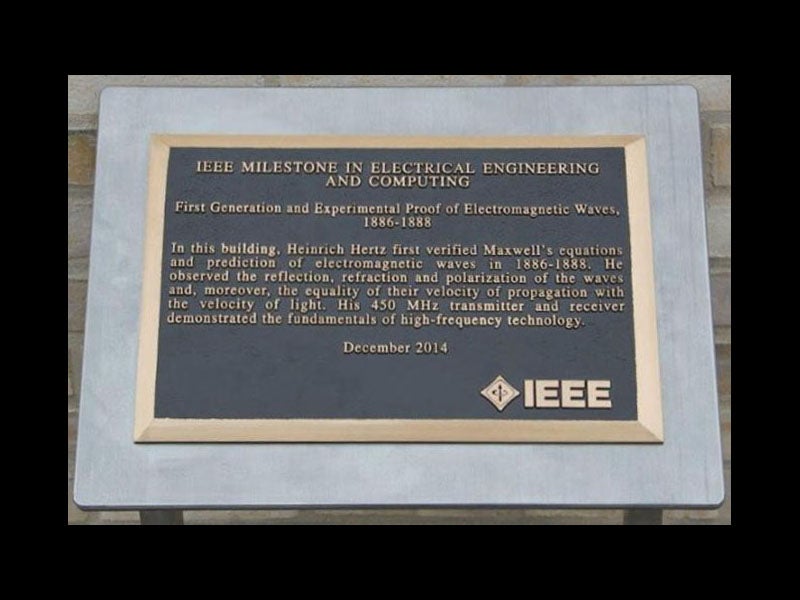 IEEE MILESTONE IN ELECTRICAL ENGINEERING
AND COMPUTING
First Generation and Experimental Proof of Electromagnetic Waves,
1886-1888
In this building, Heinrich Hertz first verified Maxwell's equations
and prediction of electromagnetic waves in 1886-1888. He
observed the reflection, refraction and polarization of the waves
and, moreover, the equality of their velocity of propagation with
the velocity of light. His 450 MHz transmitter and receiver
demonstrated the fundamentals of high-frequency technology.
December 2014
IEEE